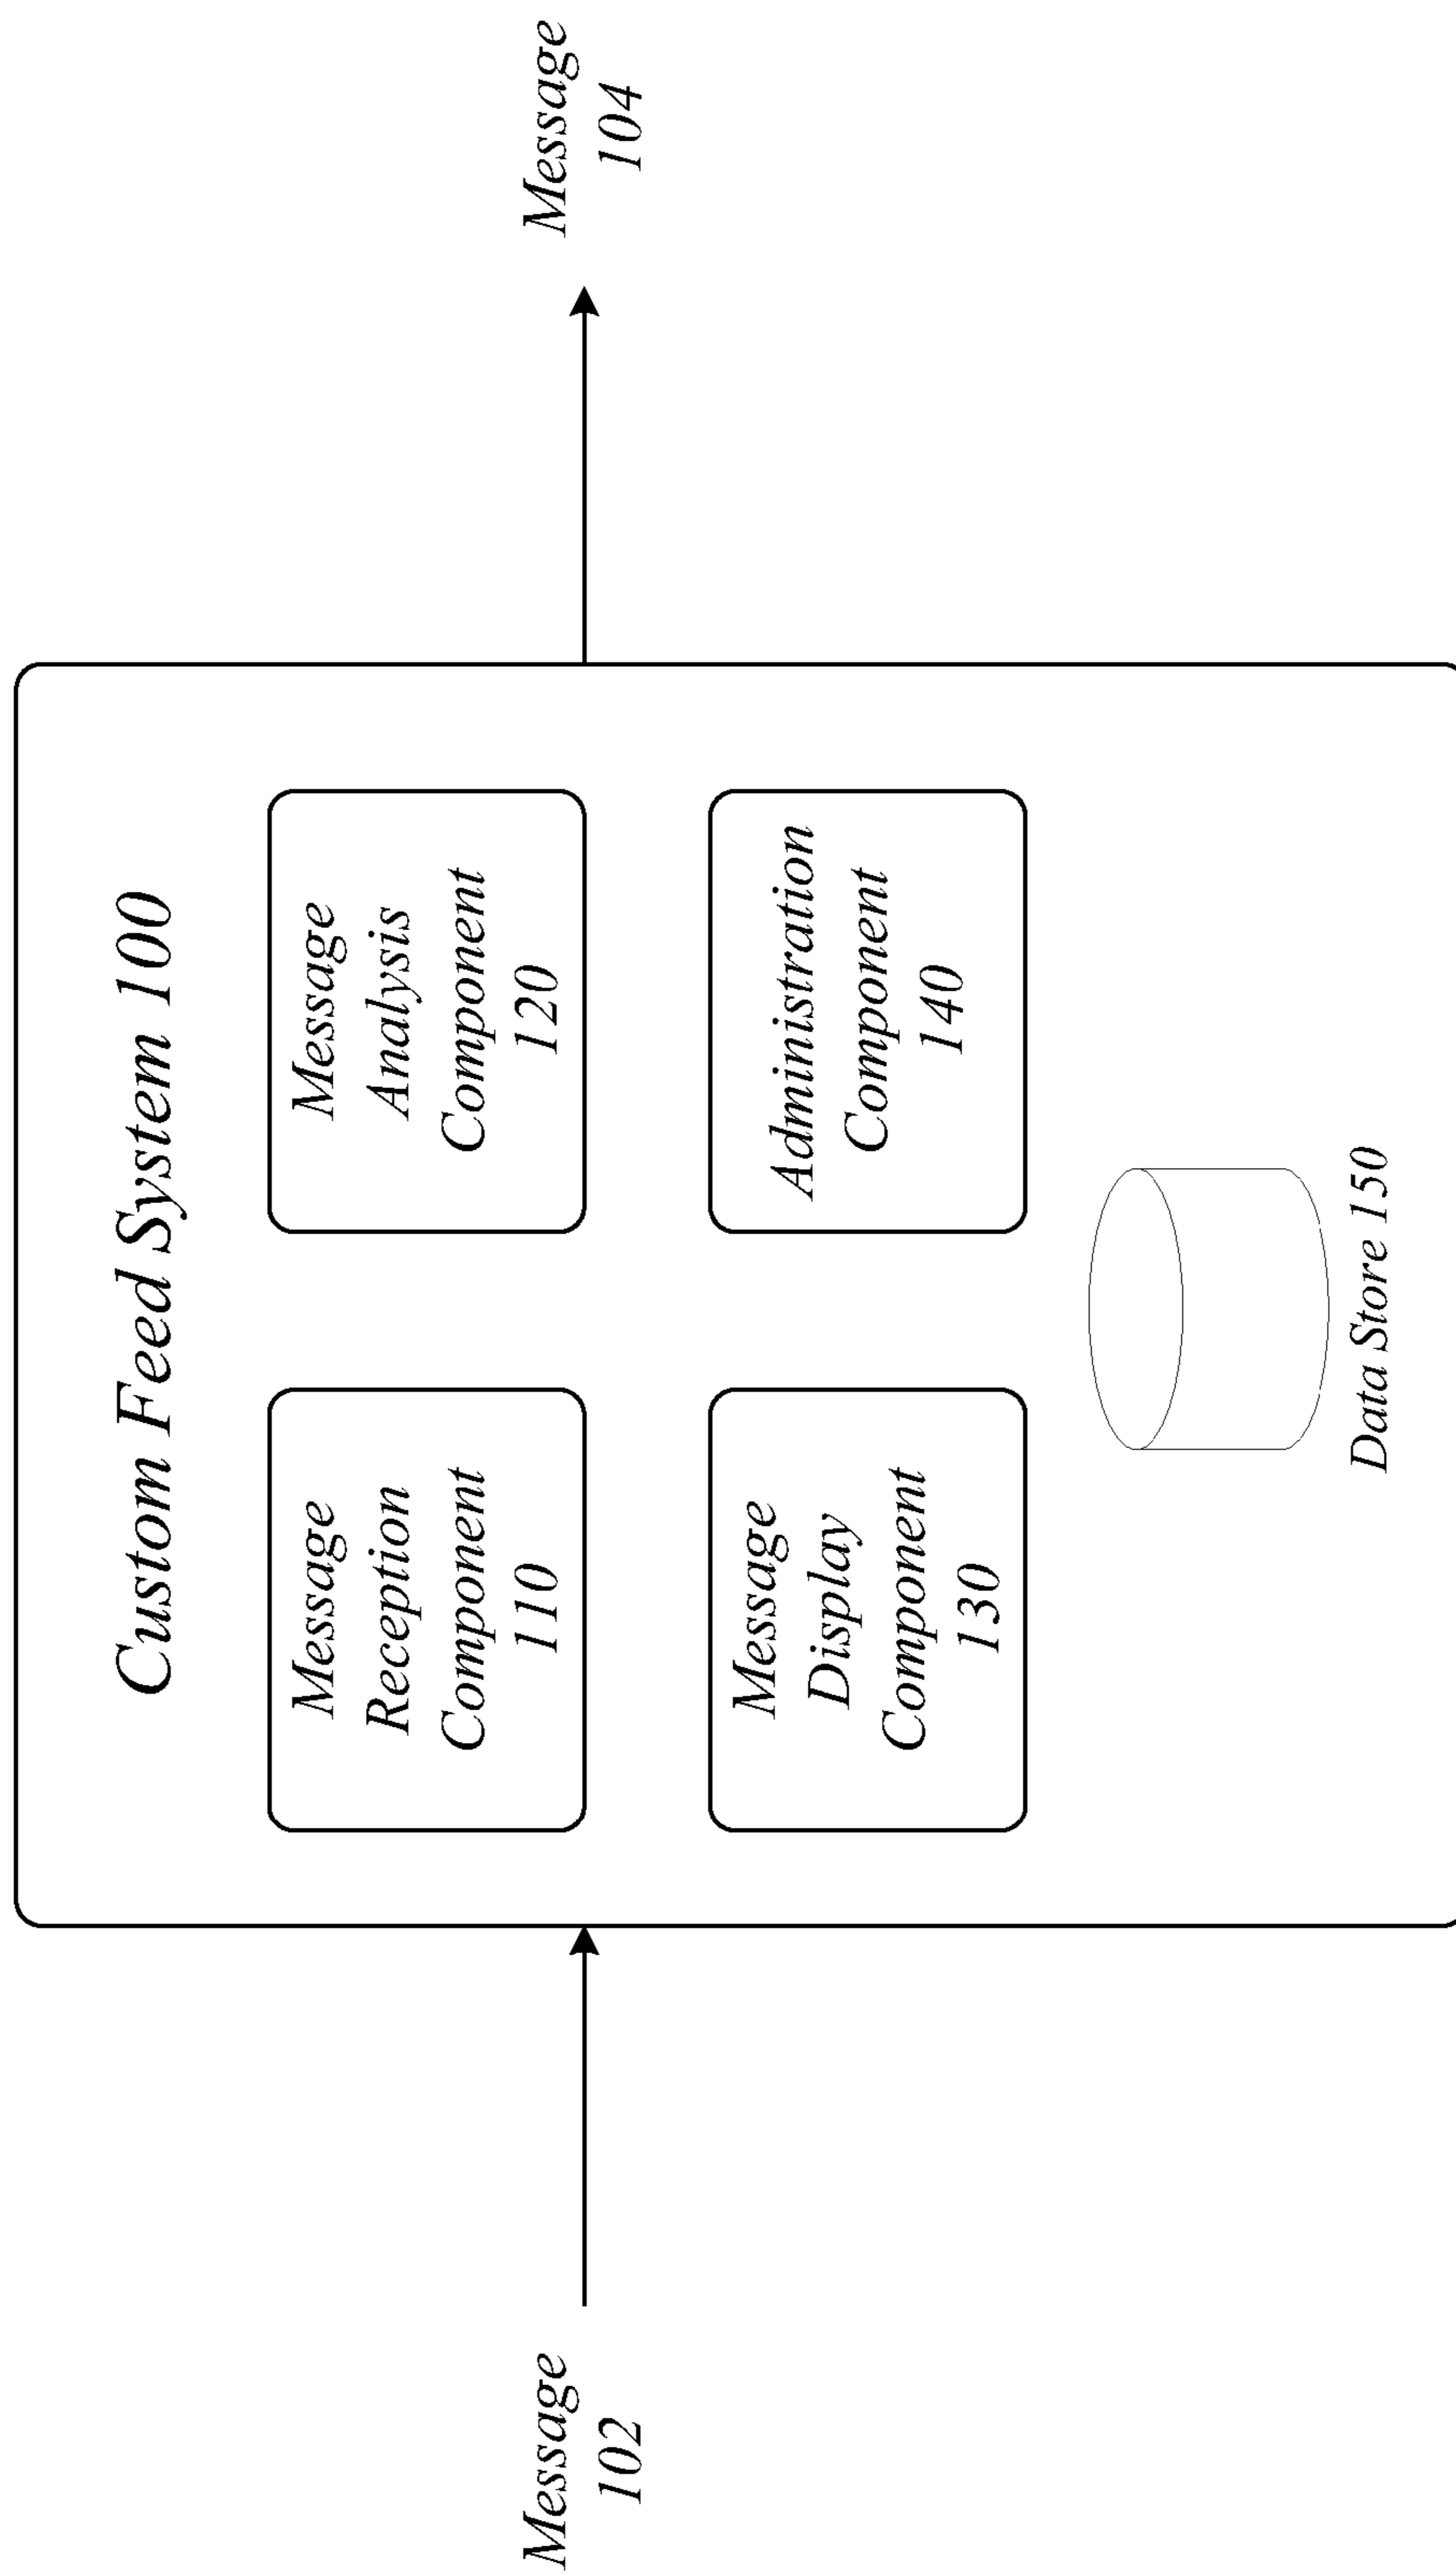 Custom Feed System 100
Message
102
Message
Reception
Component
110
Message
Analysis
Component
120
Message
104
Message
Display
Component
130
Administration
Component
140
Data Store 150